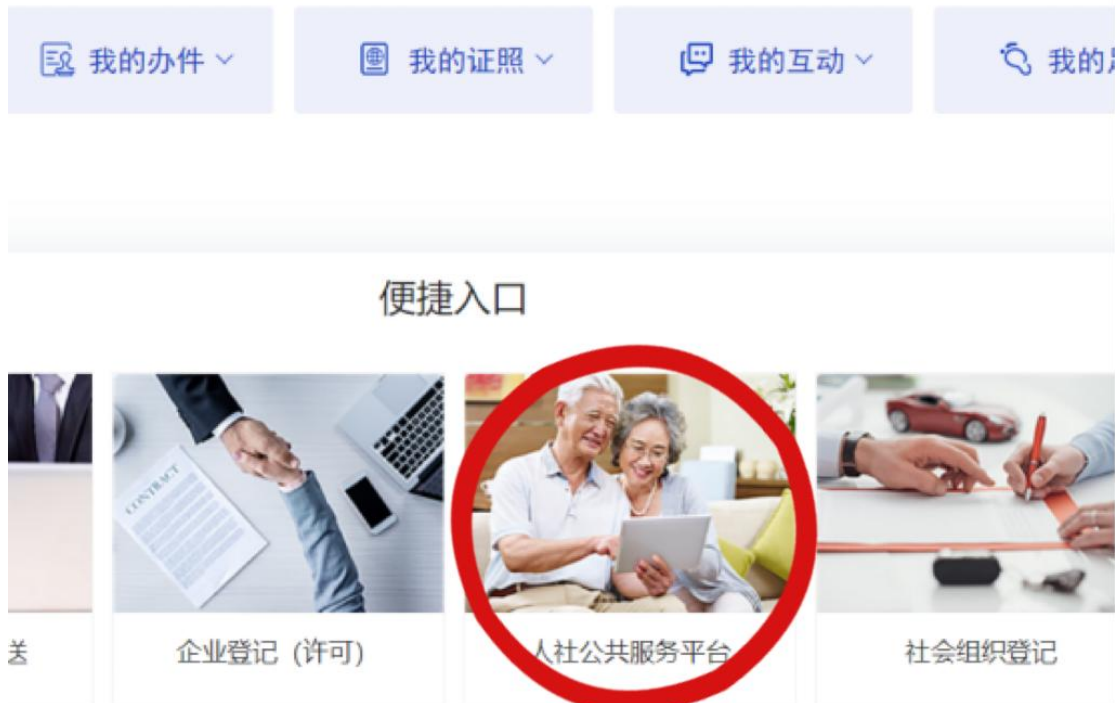 我的办件
我的证照
我的互动
我的
便捷入口
CONTRACT
送
企业登记（许可）
人社公共服务平台
社会组织登记